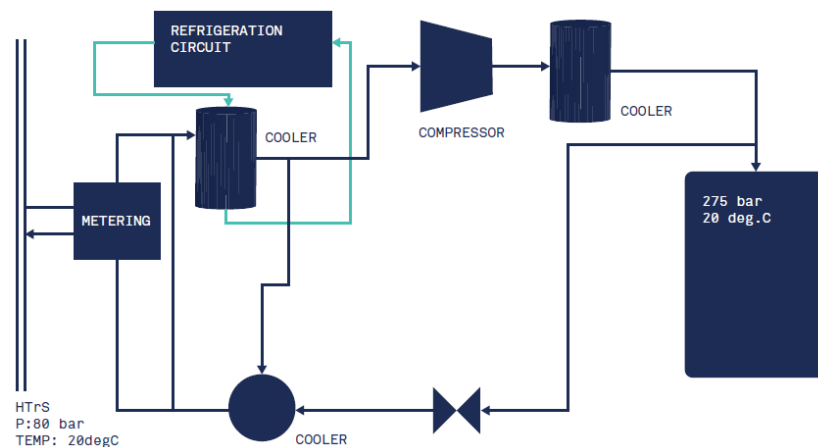 REFRIGERATION
CIRCUIT
COOLER
COMPRESSOR
COOLER
METERING
275 bar
20 deg.C
HTrS
P:80 bar
TEMP: 20degC
COOLER